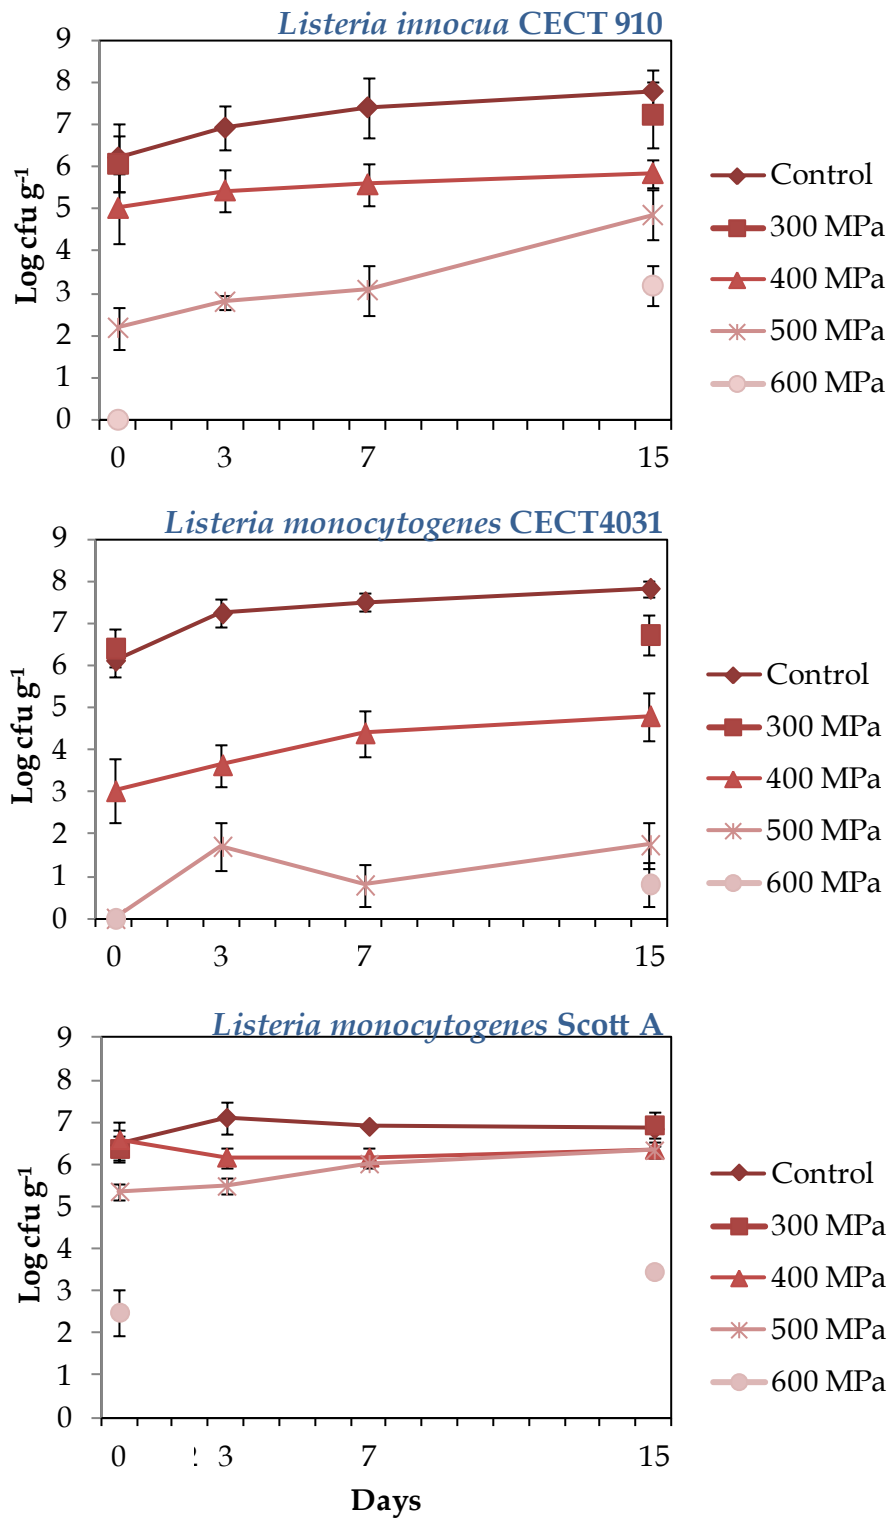 Listeria innocua CECT 910
9
8
7
6
5
4
3
2
1
0
Log cfu g-1
0 3 7 15
Control
300 MPa
400 MPa
500 MPa
600 MPa
Listeria monocytogenes CECT4031
9
8
7
6
5
4
3
2
1
0
Log cfu g-1
0 3 7 15
Control
300 MPa
400 MPa
500 MPa
600 MPa
Listeria monocytogenes Scott A
9
8
7
6
5
4
3
2
1
0
Log cfu g-1
0 3 7 15
Days
Control
300 MPa
400 MPa
500 MPa
600 MPa